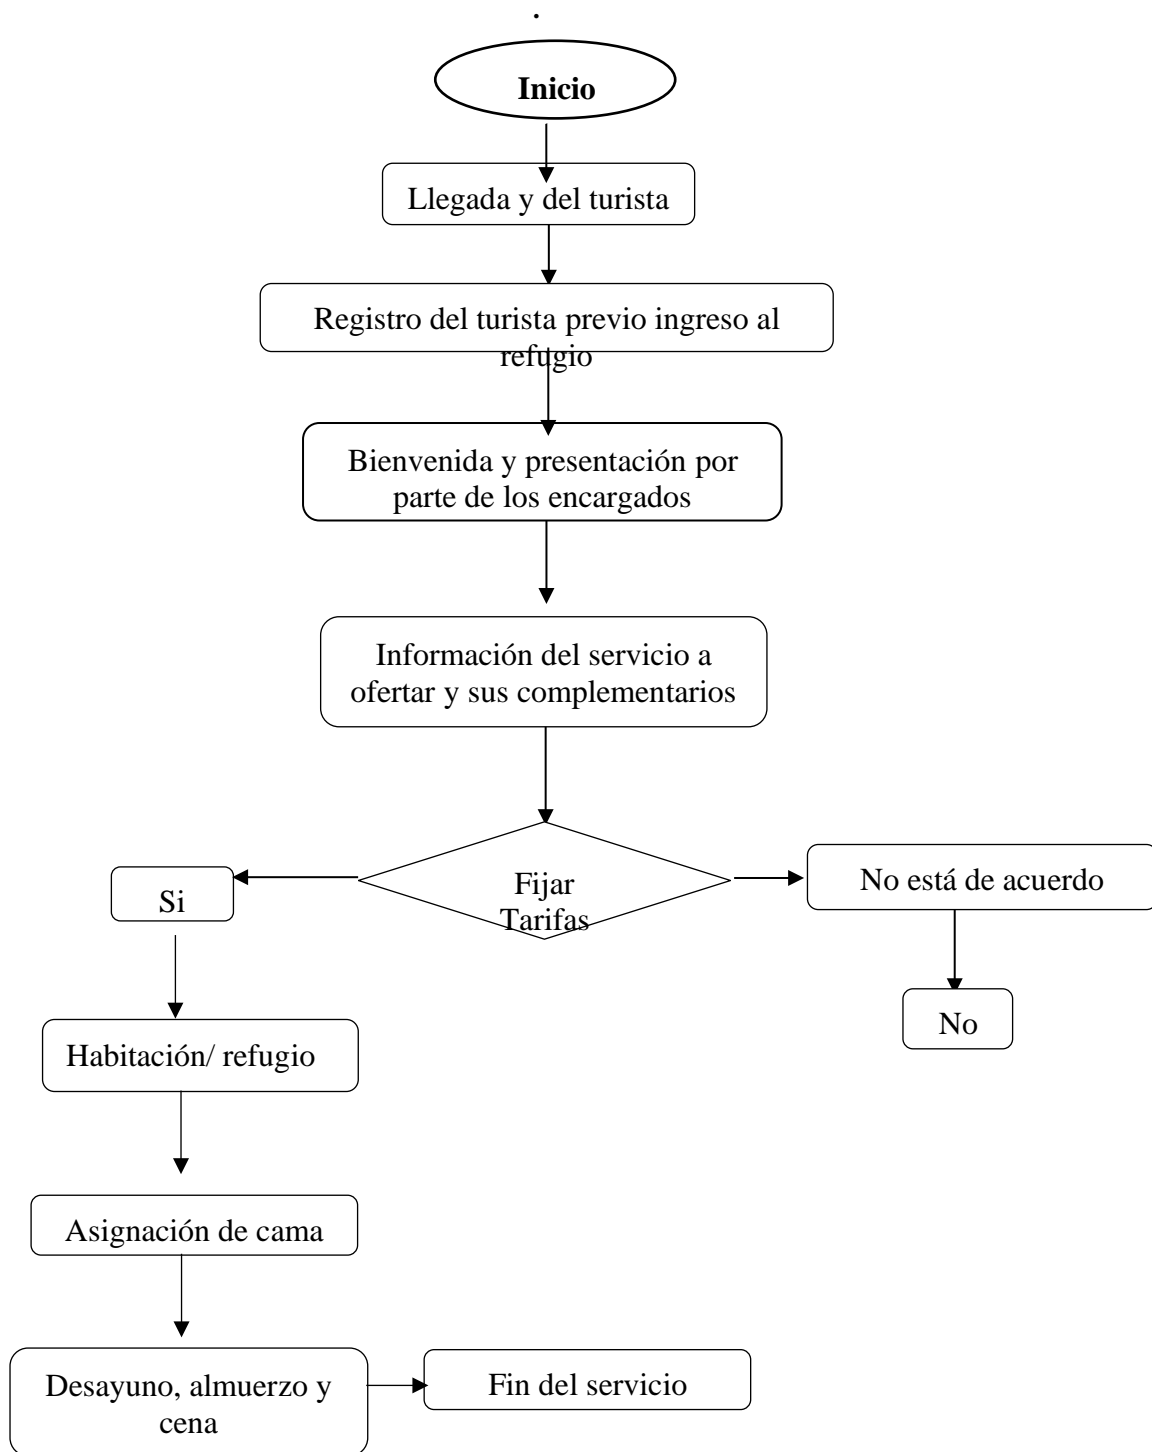 .
Inicio
Llegada y del turista
Registro del turista previo ingreso al
refugio
Bienvenida y presentación por
parte de los encargados
Información del servicio a
ofertar y sus complementarios
Fijar
Tarifas
Si
No está de acuerdo
No
Habitación/ refugio
Asignación de cama
Desayuno, almuerzo y
cena
Fin del servicio